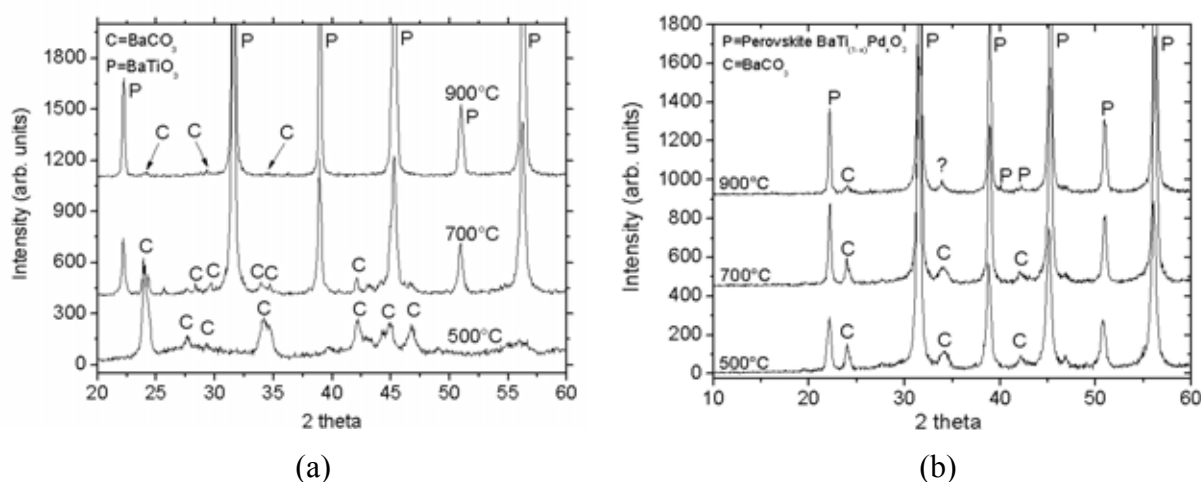 C=BaCO₃
P=BaTiO₃
P
P
P
P
P
900°C
P
C
C
C
700°C
C
C
C
C
C
C
500°C
C
C
C
C
C
C
1800
1500
1200
900
600
300
0
Intensity (arb. units)
20 25 30 35 40 45 50 55 60
2 theta
(a)
P=Perovskite BaTi₍₁₋ₓ₎PdₓO₃
C=BaCO₃
P
P
P
P
P
P
C
?
P
P
900°C
C
C
C
700°C
C
C
C
500°C
1800
1600
1400
1200
1000
800
600
400
200
0
Intensity (arb. units)
10 20 30 40 50 60
2 theta
(b)